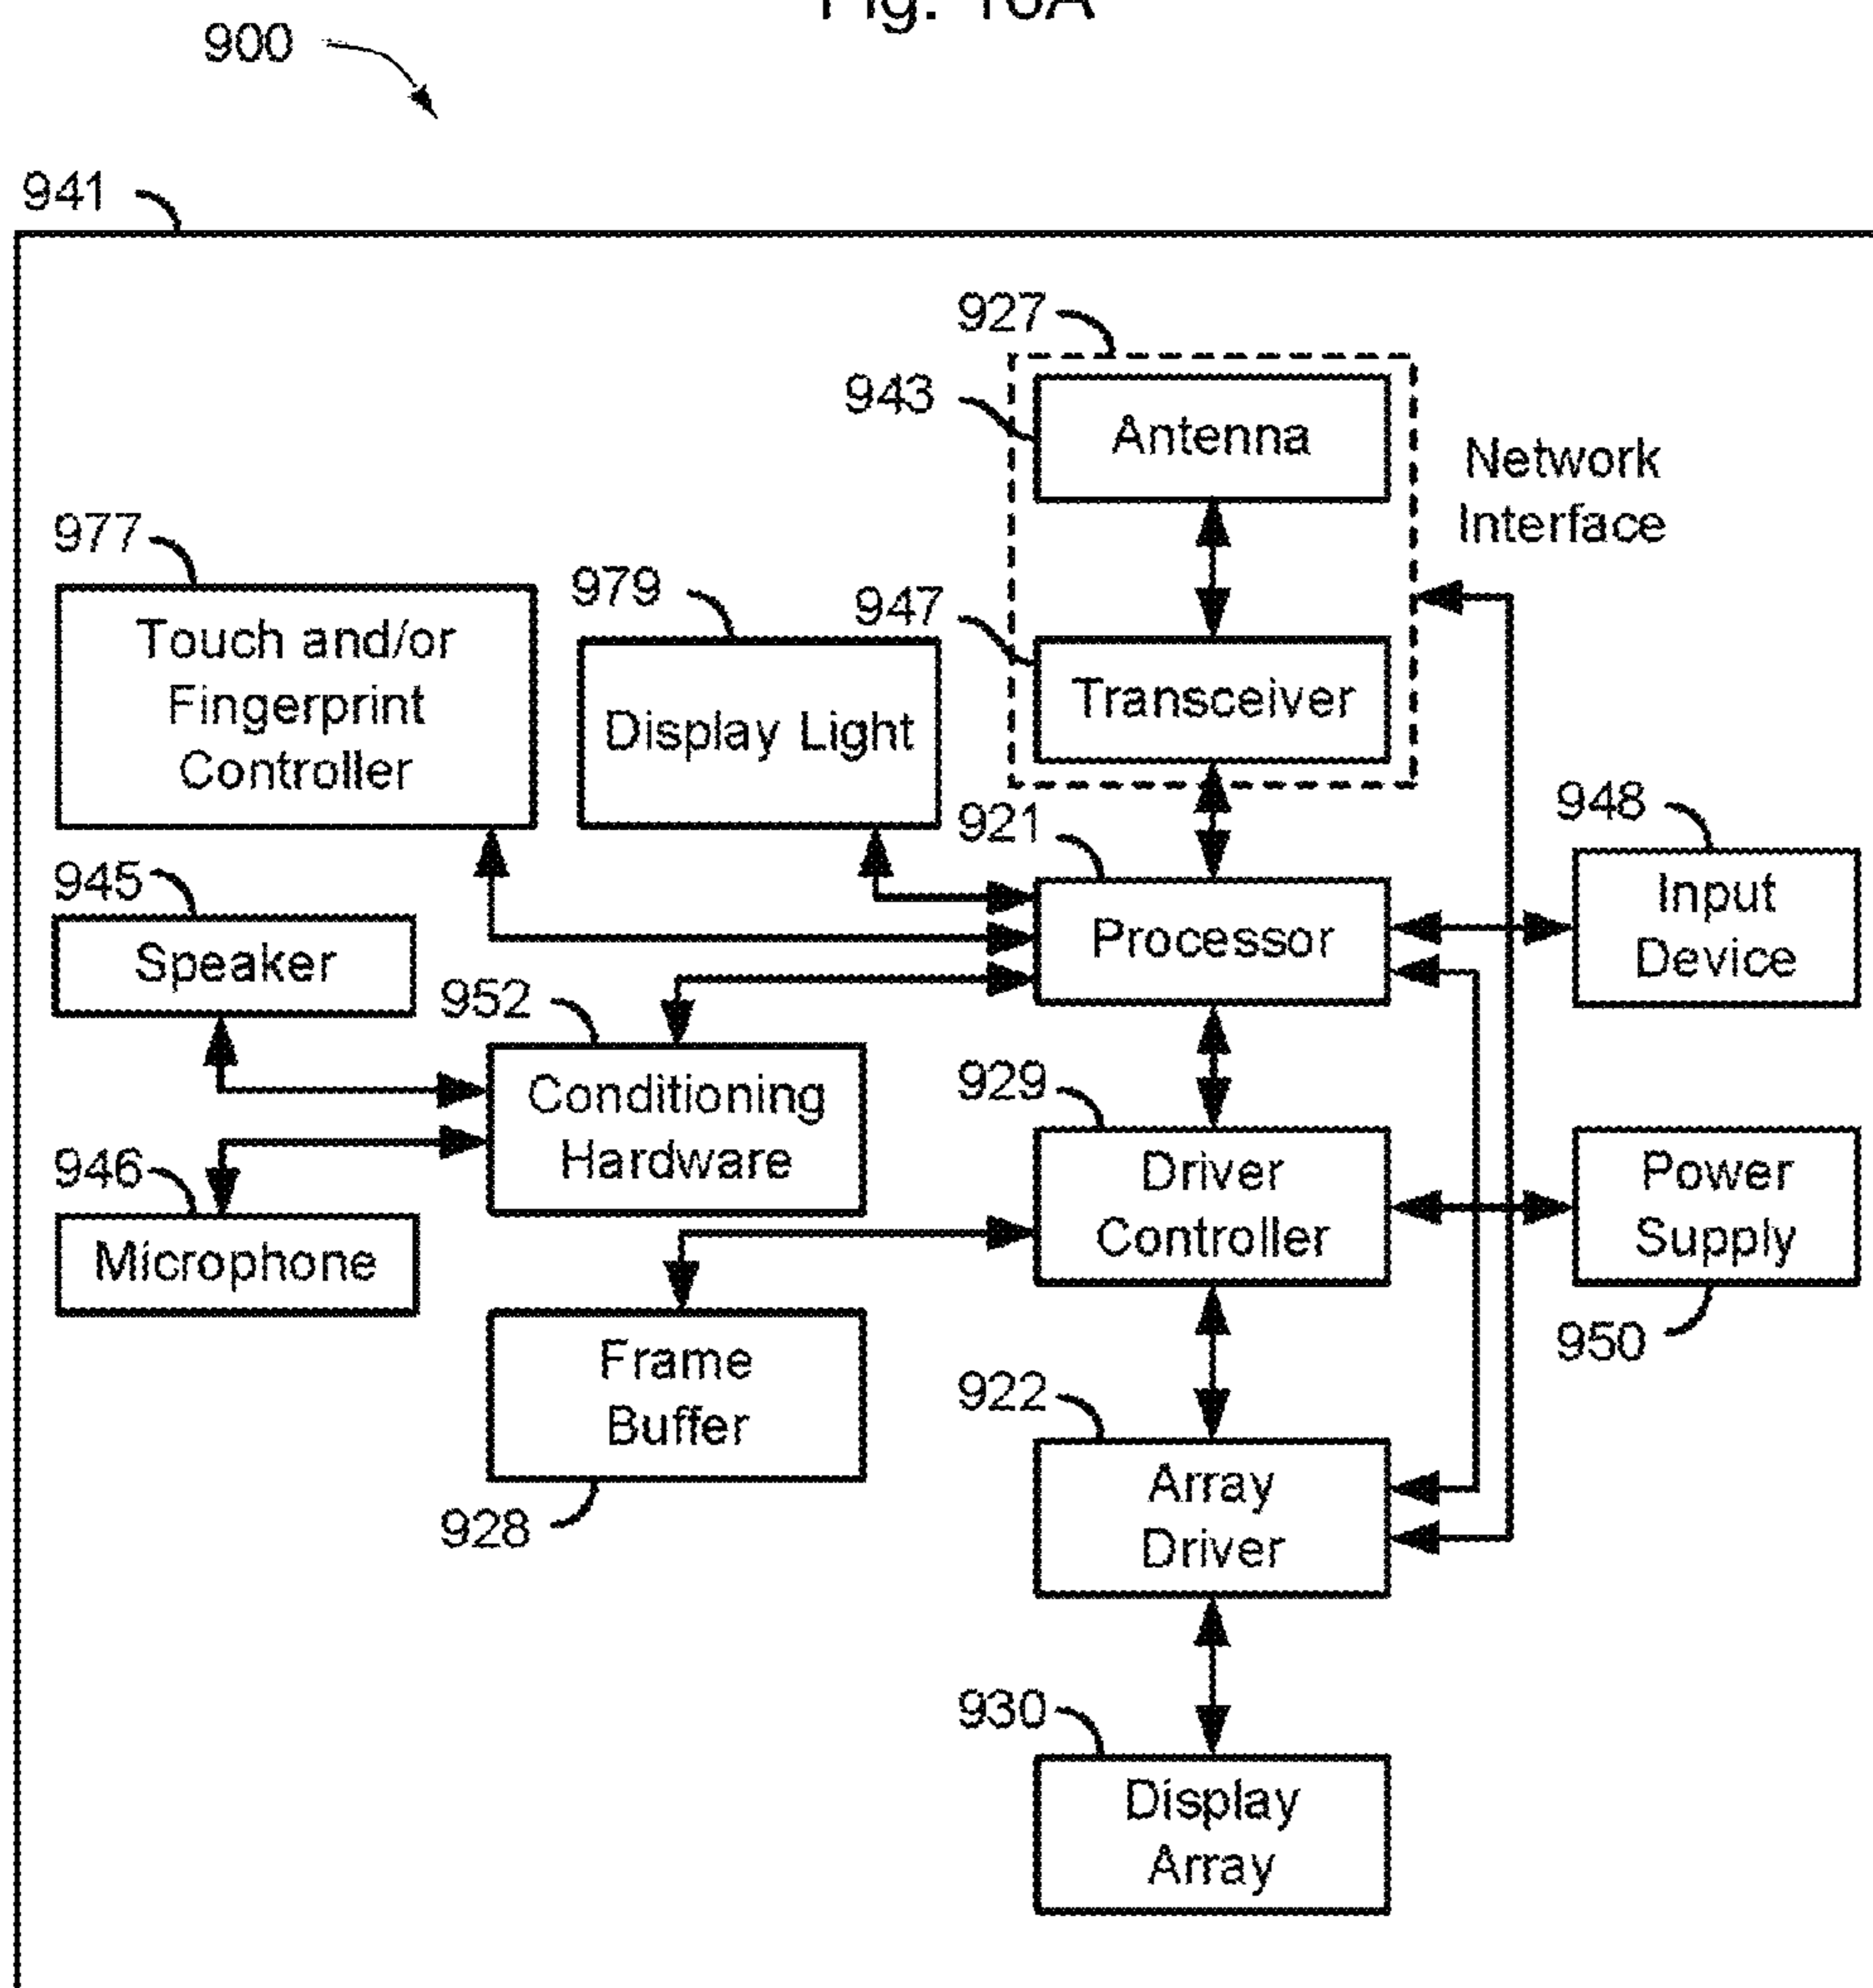 900
941
927
943
Antenna
Network
Interface
977
979
947
Touch and/or
Fingerprint
Controller
Display Light
Transceiver
921
948
945
Speaker
Processor
Input
Device
952
Conditioning
Hardware
929
946
Microphone
Driver
Controller
Power
Supply
950
Frame
Buffer
928
922
Array
Driver
930
Display
Array